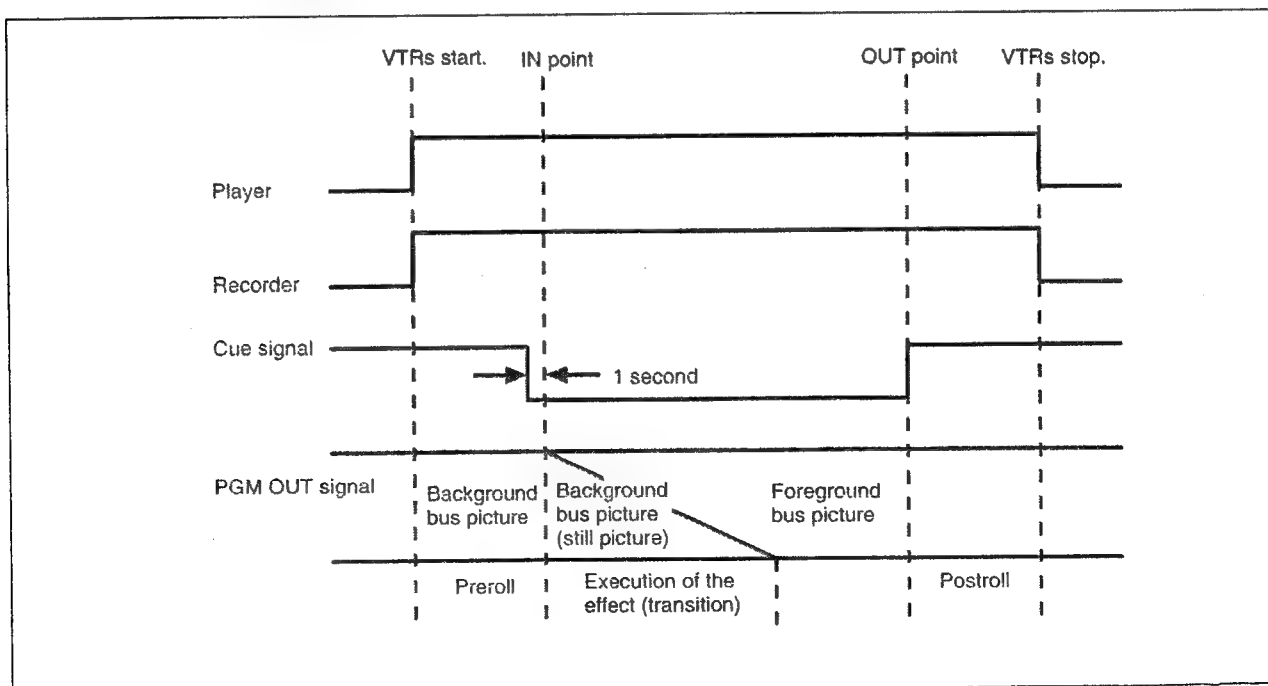 VTRs start. IN point OUT point VTRs stop.
Player
Recorder
Cue signal
1 second
PGM OUT signal
Background
bus picture
Background
bus picture
(still picture)
Foreground
bus picture
Preroll
Execution of the
effect (transition)
Postroll